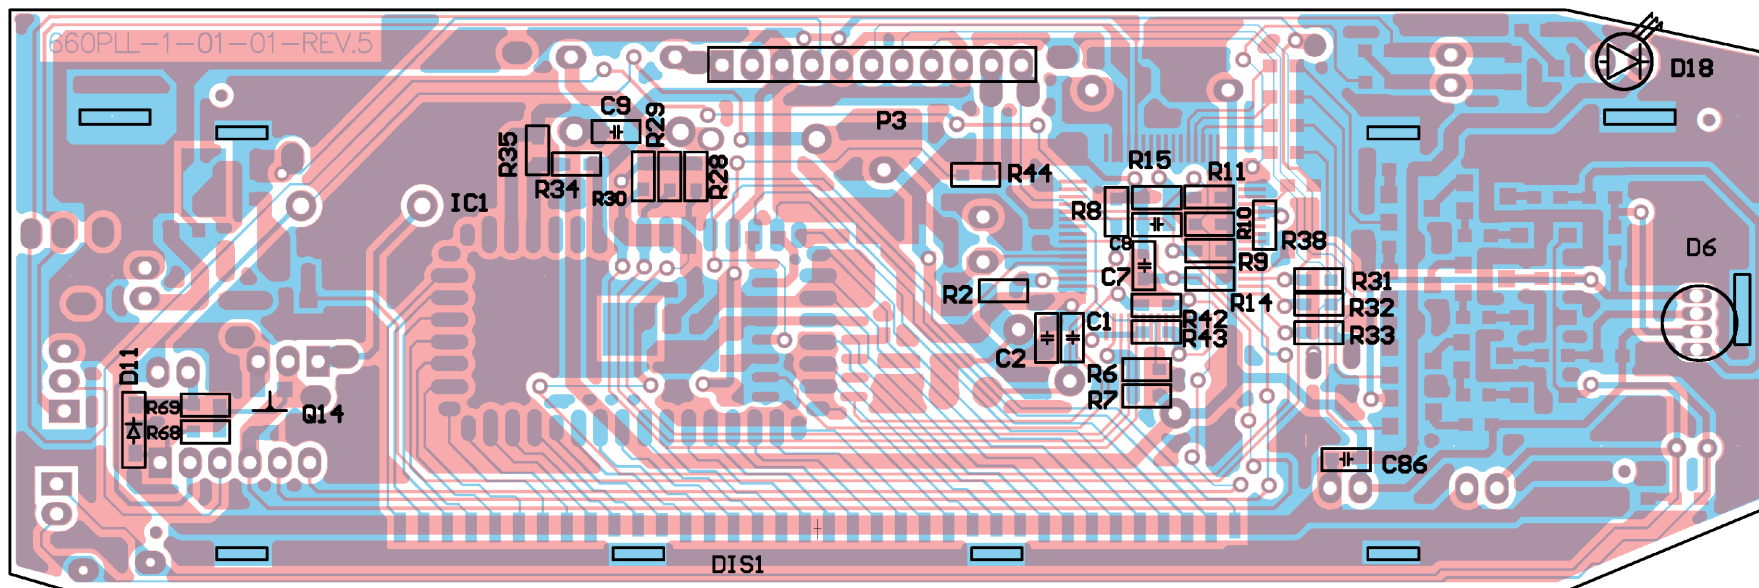 660PLL-1-01-01-REV.5
D18
C9
R29
P3
R35
R34
R30
R28
R44
R15
R11
IC1
R8
R10
C8
R38
R9
C7
D6
R2
R14
R31
R42
R32
C1
R43
R33
C2
D11
R6
R7
R69
Q14
R68
C86
DIS1